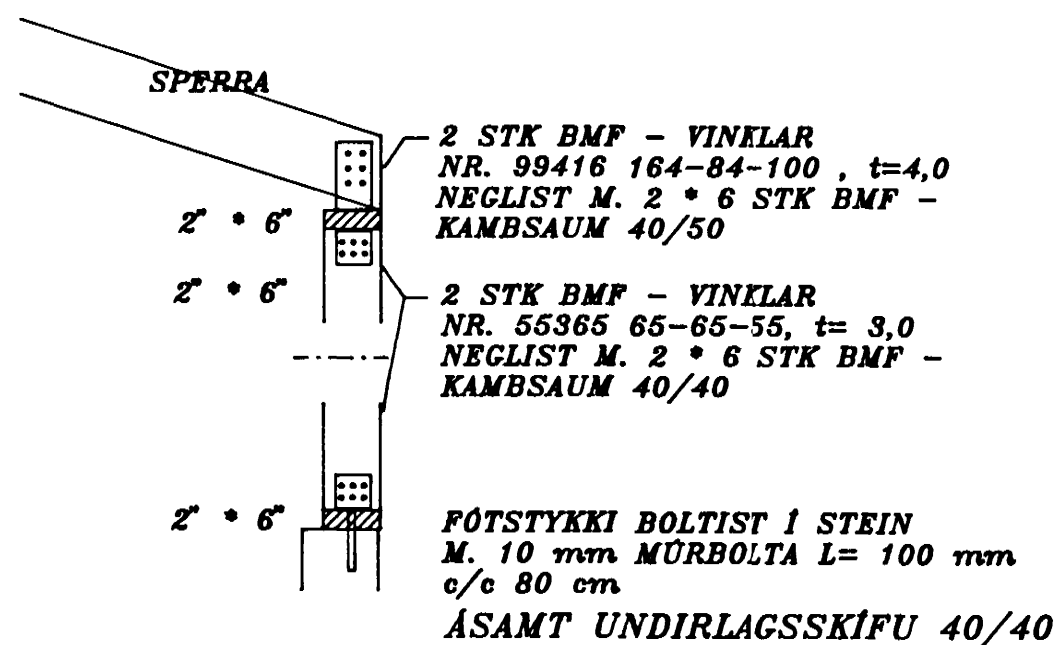 SPERRA
2 STK BMF - VINKLAR
NR. 99416 164-84-100 , t=4,0
NEGLIST M. 2 * 6 STK BMF -
KAMBSAUM 40/50
2" * 6"
2" * 6"
2 STK BMF - VINKLAR
NR. 55365 65-65-55, t= 3,0
NEGLIST M. 2 * 6 STK BMF -
KAMBSAUM 40/40
2" * 6"
FÓTSTYKKI BOLTIST Í STEIN
M. 10 mm MÚRBOLTA L= 100 mm
c/c 80 cm
ÁSAMT UNDIRLAGSSKÍFU 40/40